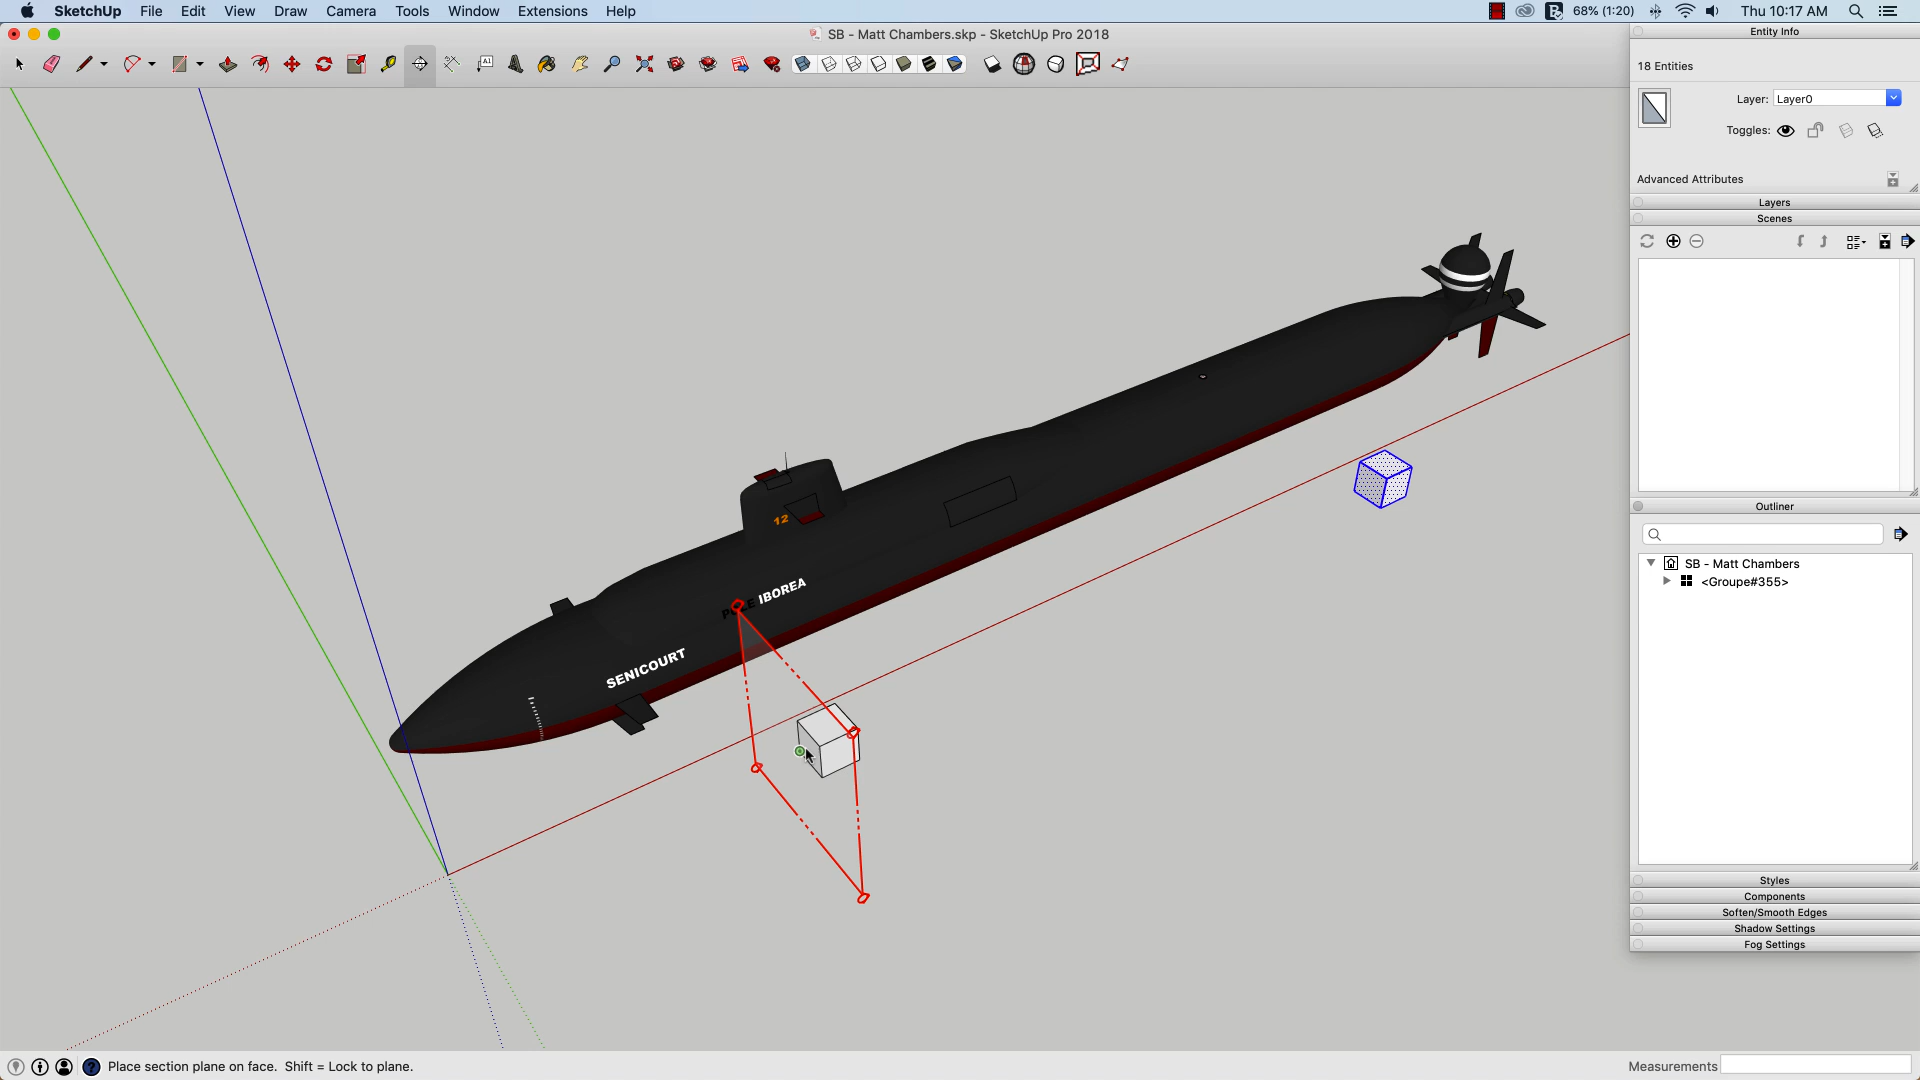 SketchUp File Edit View Draw Camera Tools Window Extensions Help
68% (1:20) Thu 10:17 AM
SB - Matt Chambers.skp - SketchUp Pro 2018
A1
Entity Info
18 Entities
Layer: Layer0
Toggles:
Advanced Attributes
Layers
Scenes
Outliner
SB - Matt Chambers
<Groupe#355>
Styles
Components
Soften/Smooth Edges
Shadow Settings
Fog Settings
12
IBOREA
SENICOURT
Place section plane on face. Shift = Lock to plane.
Measurements